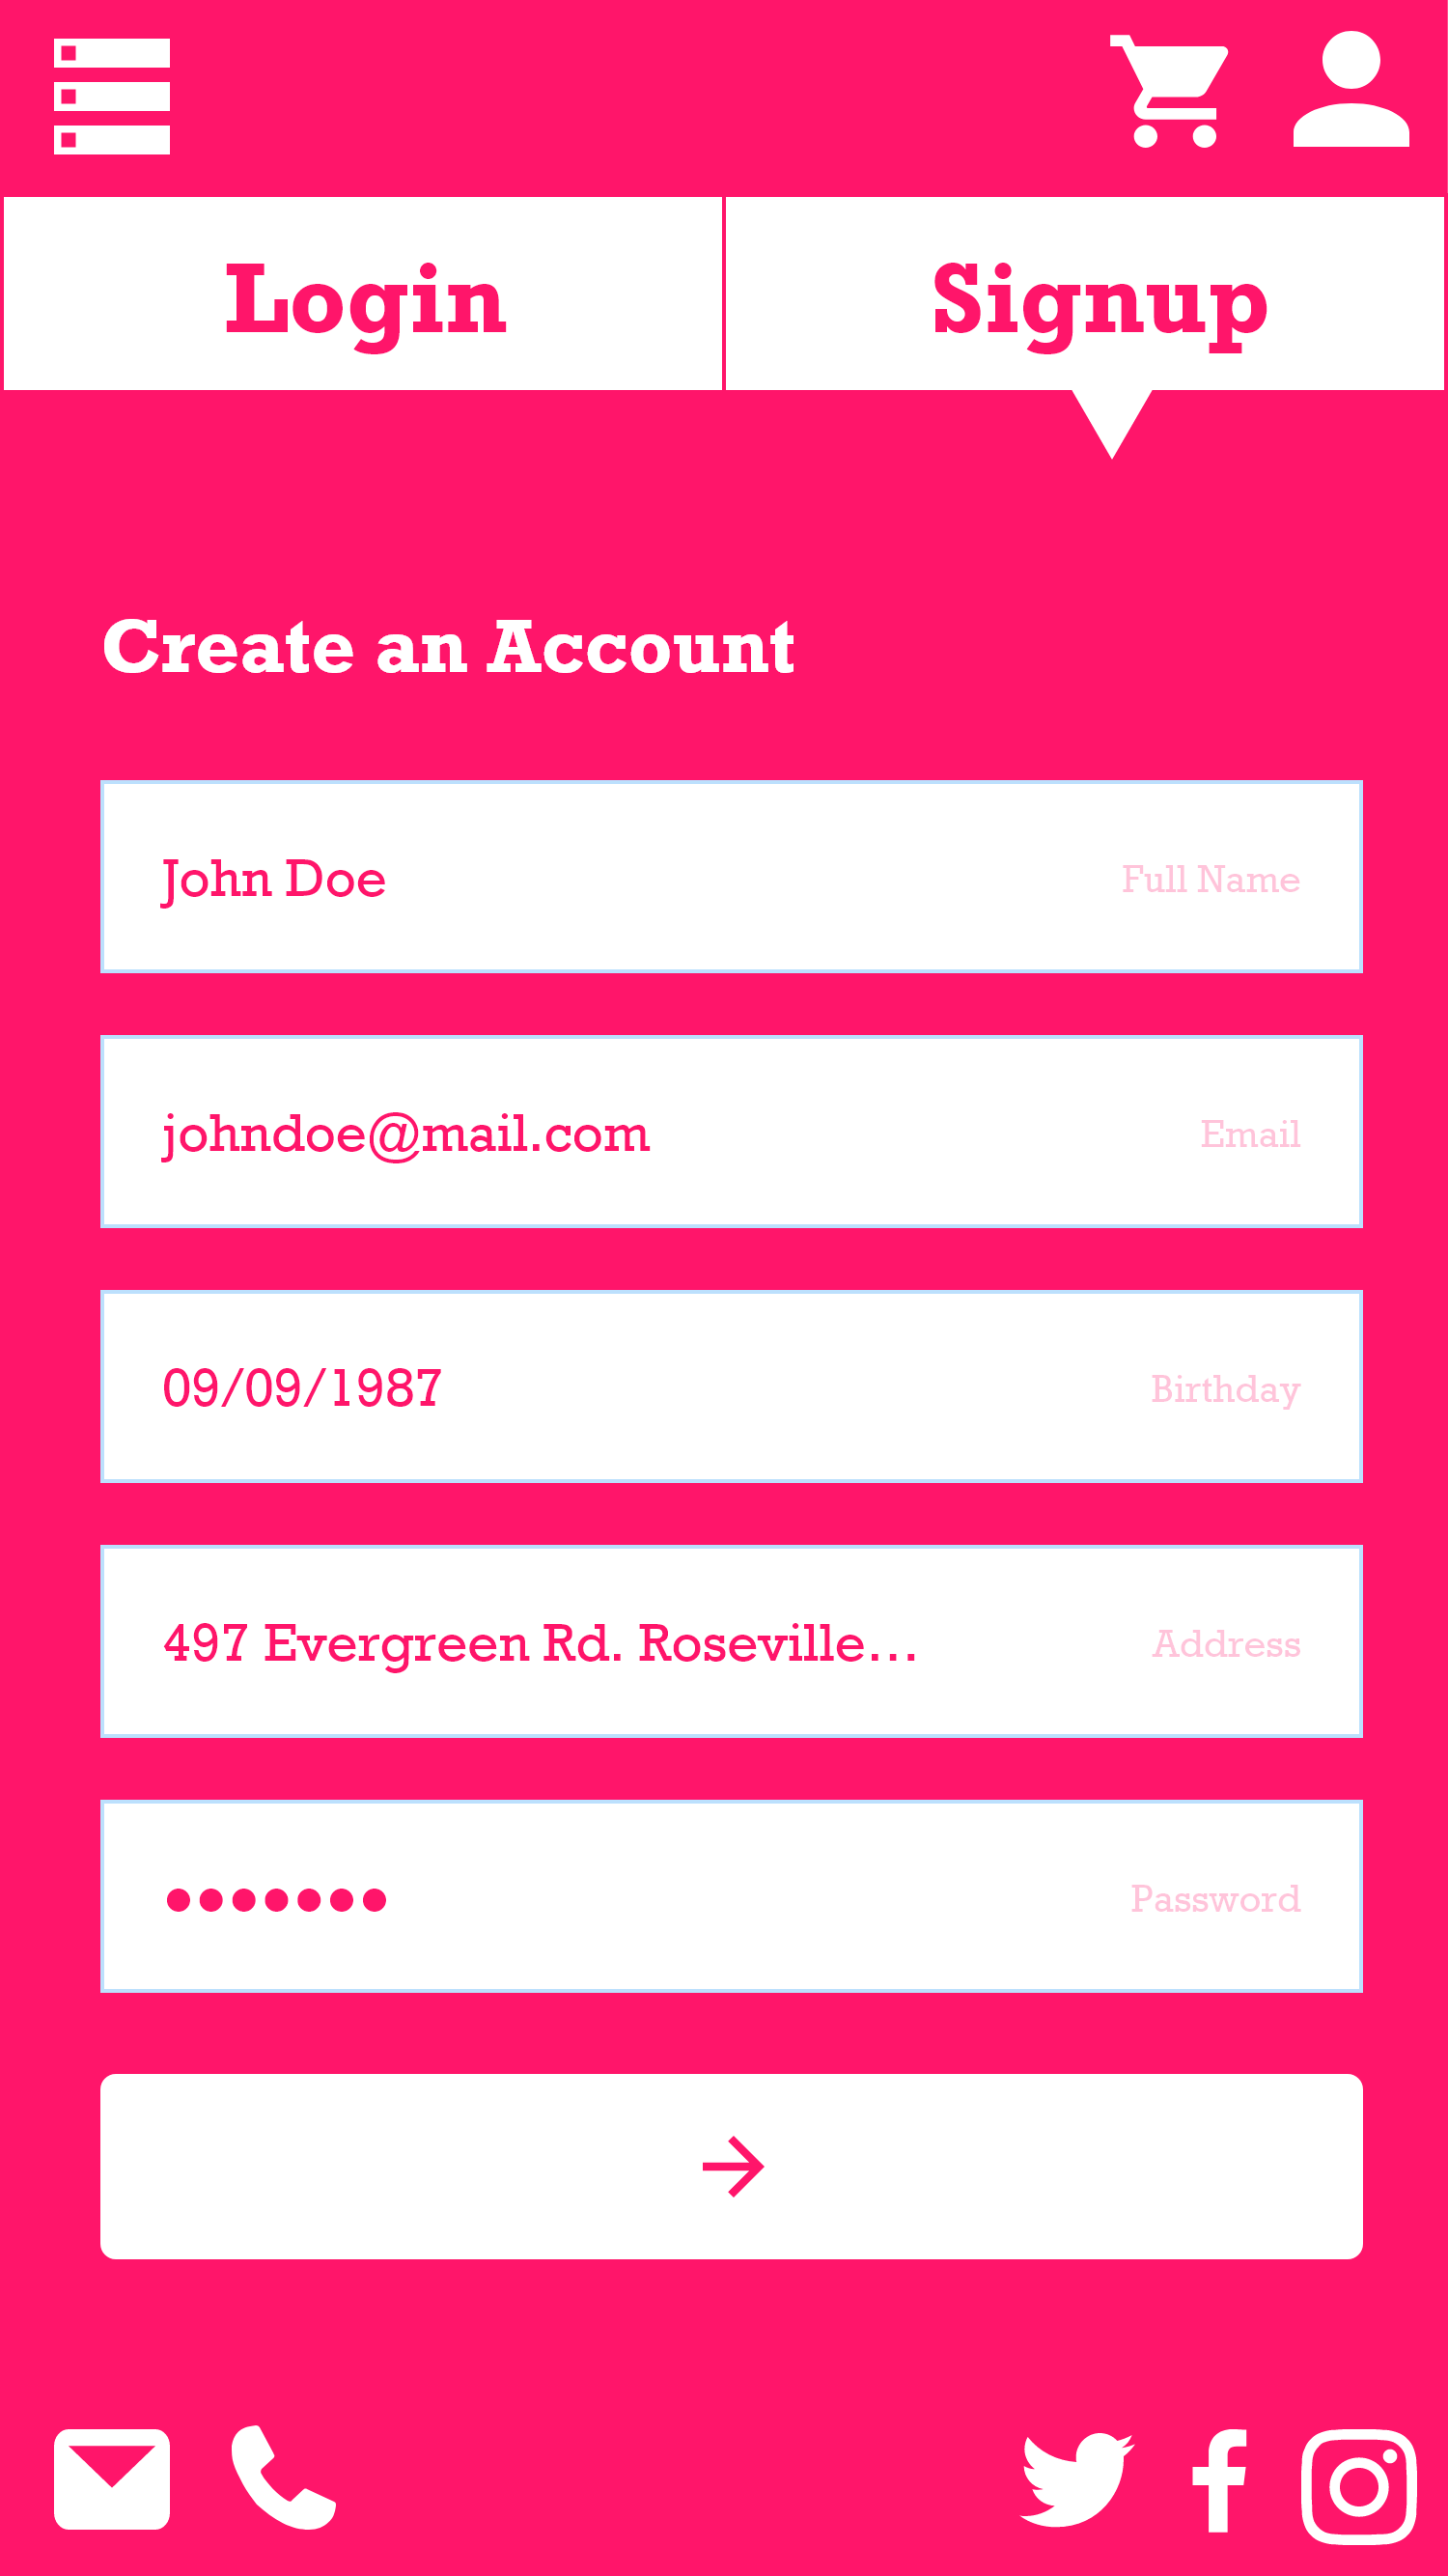 Login Signup
Create an Account
John Doe Full Name
johndoe@mail.com Email
09/09/1987 Birthday
497 Evergreen Rd. Roseville... Address
••••••• Password